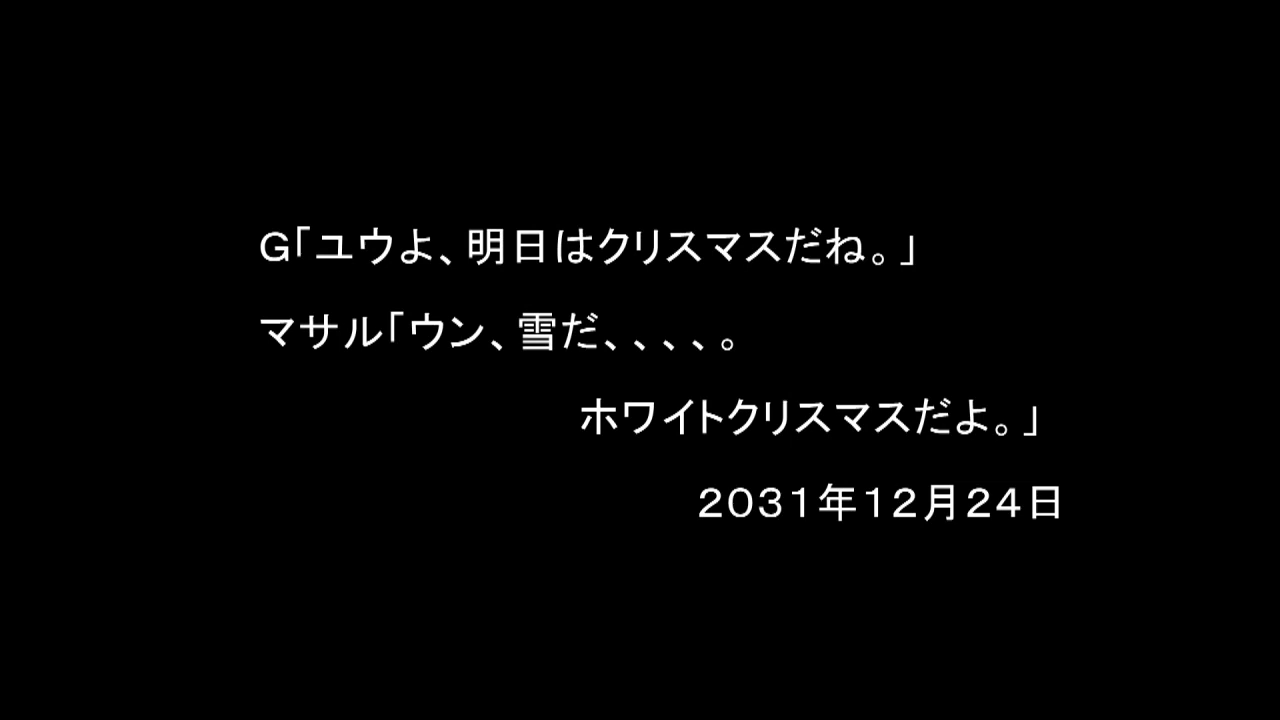 G「ユウよ、明日はクリスマスだね。」
マサル「ウン、雪だ、、、、、。
ホワイトクリスマスだよ。」
2031年12月24日